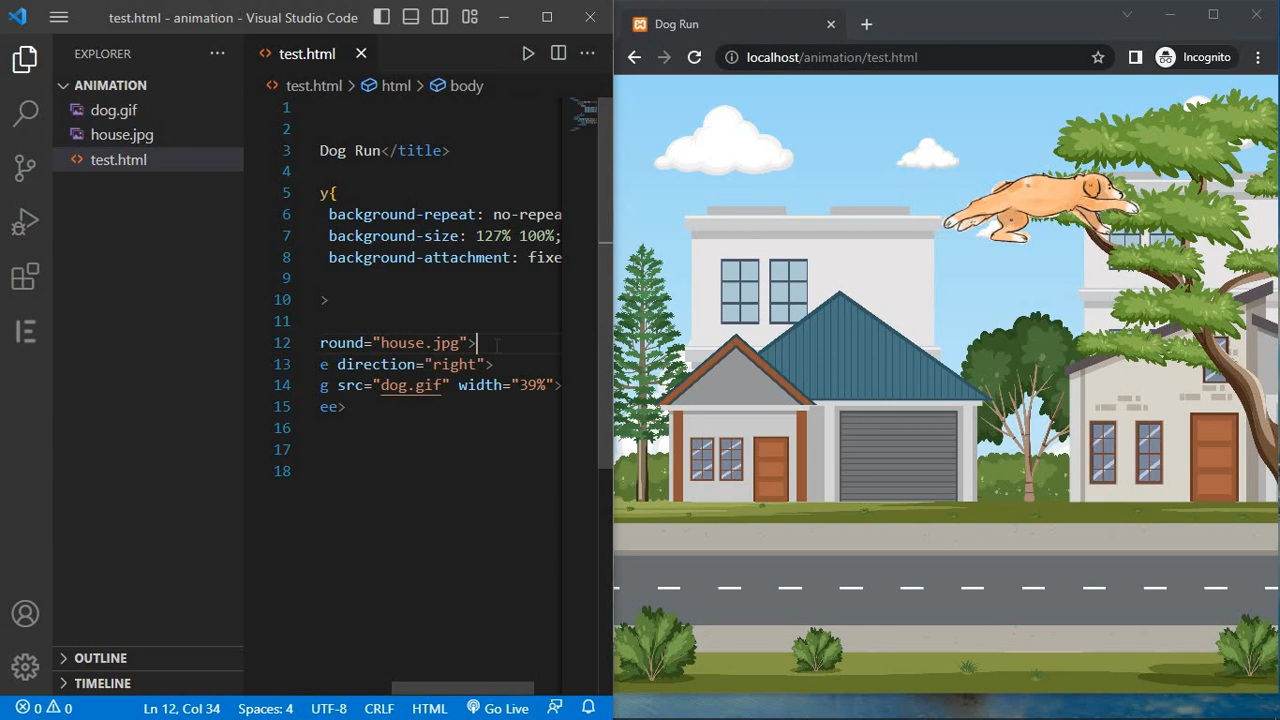 test.html - animation - Visual Studio Code
EXPLORER
ANIMATION
dog.gif
house.jpg
test.html
OUTLINE
TIMELINE
test.html
test.html > html > body
1
2
3 Dog Run</title>
4
5 y{
6 background-repeat: no-repea
7 background-size: 127% 100%;
8 background-attachment: fixe
9
10 >
11
12 round="house.jpg">
13 e direction="right">
14 g src="dog.gif" width="39%">
15 ee>
16
17
18
0 0
Ln 12, Col 34
Spaces: 4
UTF-8
CRLF
HTML
Go Live
Dog Run
localhost/animation/test.html
Incognito